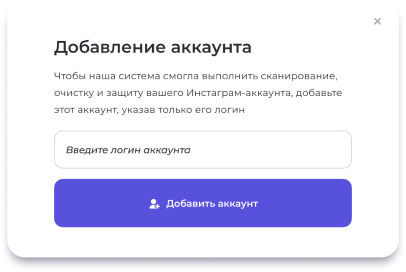 Добавление аккаунта
Чтобы наша система смогла выполнить сканирование,
очистку и защиту вашего Инстаграм-аккаунта, добавьте
этот аккаунт, указав только его логин
Введите логин аккаунта
Добавить аккаунт